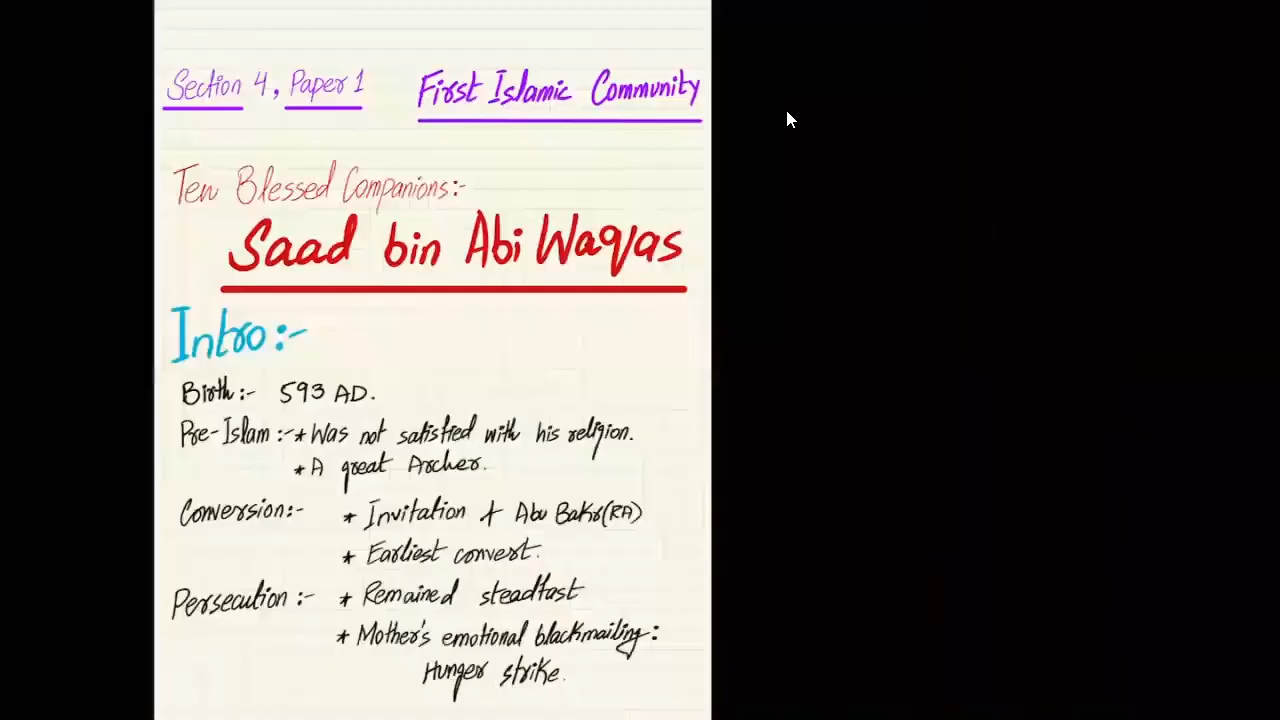 Section 4, Paper 1 First Islamic Community
Ten Blessed Companions:-
Saad bin Abi Waqas
Intro:-
Birth:- 593 AD.
Pre-Islam:- * Was not satisfied with his religion.
* A great Archer.
Conversion:- * Invitation + Abu Bakr(RA)
* Earliest convert.
Persecution:- * Remained steadfast
* Mother's emotional blackmailing:
Hunger strike.